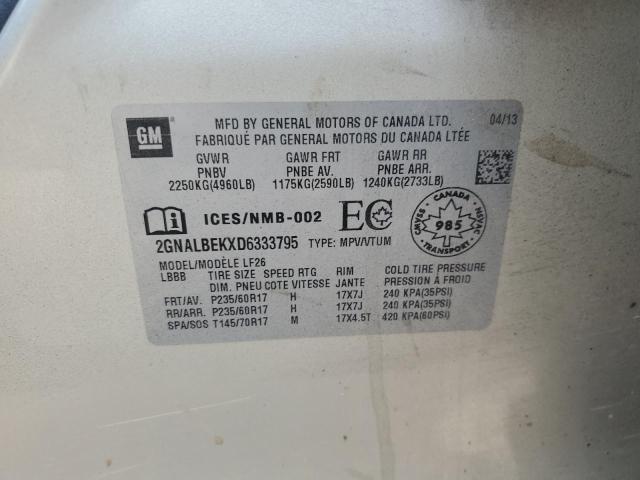 GM
MFD BY GENERAL MOTORS OF CANADA LTD. 04/13
FABRIQUÉ PAR GENERAL MOTORS DU CANADA LTÉE
GVWR GAWR FRT GAWR RR
PNBV PNBE AV. PNBE ARR.
2250KG(4960LB) 1175KG(2590LB) 1240KG(2733LB)
ICES/NMB-002 EC
CANADA
CMVSS 985 NSVAC
2GNALBEKXD6333795 TYPE: MPV/VTUM
MODEL/MODÈLE LF26
LBBB TIRE SIZE SPEED RTG RIM COLD TIRE PRESSURE
DIM. PNEU COTE VITESSE JANTE PRESSION À FROID
FRT/AV. P235/60R17 H 17X7J 240 KPA(35PSI)
RR/ARR. P235/60R17 H 17X7J 240 KPA(35PSI)
SPA/SOS T145/70R17 M 17X4.5T 420 KPA(60PSI)